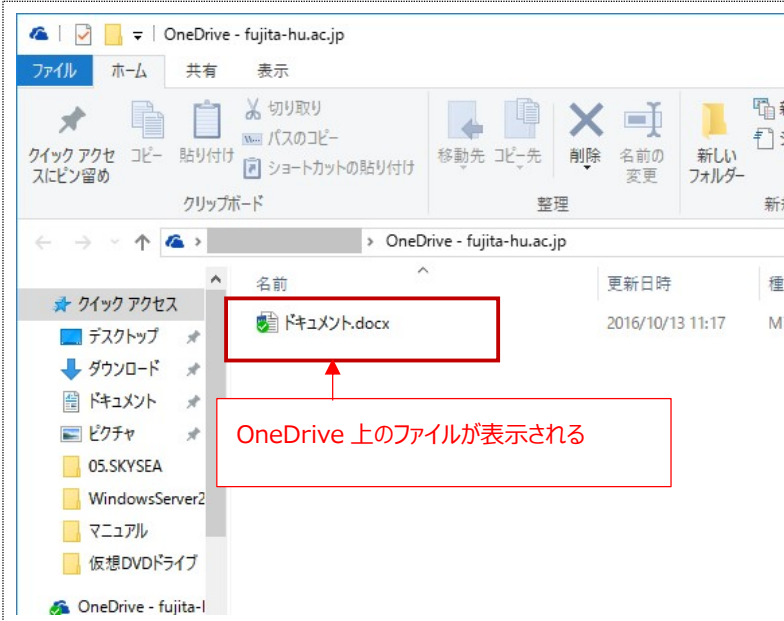 OneDrive - fujita-hu.ac.jp
ファイル ホーム 共有 表示
クイック アクセスにピン留め
コピー
貼り付け
切り取り
パスのコピー
ショートカットの貼り付け
移動先
コピー先
削除
名前の変更
新しいフォルダー
クリップボード
整理
OneDrive - fujita-hu.ac.jp
名前
更新日時
ドキュメント.docx
2016/10/13 11:17
OneDrive 上のファイルが表示される
クイック アクセス
デスクトップ
ダウンロード
ドキュメント
ピクチャ
05.SKYSEA
WindowsServer2
マニュアル
仮想DVDドライブ
OneDrive - fujita-